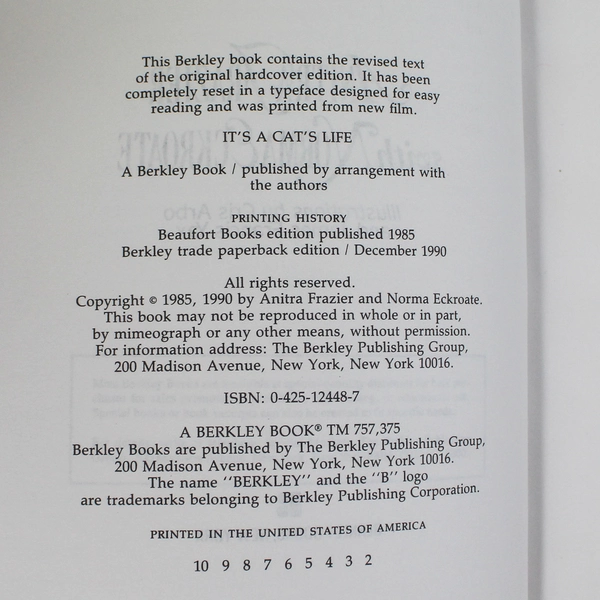 This Berkley book contains the revised text
of the original hardcover edition. It has been
completely reset in a typeface designed for easy
reading and was printed from new film.
IT'S A CAT'S LIFE
A Berkley Book / published by arrangement with
the authors
PRINTING HISTORY
Beaufort Books edition published 1985
Berkley trade paperback edition / December 1990
All rights reserved.
Copyright © 1985, 1990 by Anitra Frazier and Norma Eckroate.
This book may not be reproduced in whole or in part,
by mimeograph or any other means, without permission.
For information address: The Berkley Publishing Group,
200 Madison Avenue, New York, New York 10016.
ISBN: 0-425-12448-7
A BERKLEY BOOK® TM 757,375
Berkley Books are published by The Berkley Publishing Group,
200 Madison Avenue, New York, New York 10016.
The name ''BERKLEY'' and the ''B'' logo
are trademarks belonging to Berkley Publishing Corporation.
PRINTED IN THE UNITED STATES OF AMERICA
10 9 8 7 6 5 4 3 2